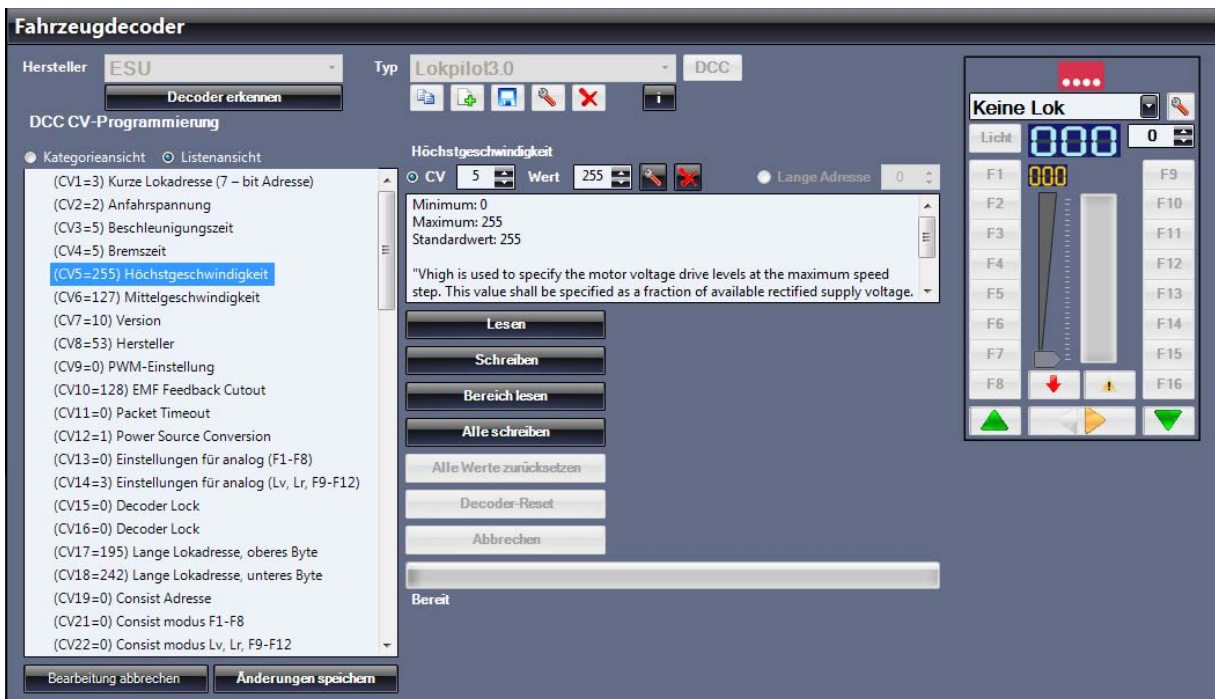 Fahrzeugdecoder
Hersteller ESU Typ Lokpilot3.0 DCC
Decoder erkennen i
DCC CV-Programmierung
Kategorieansicht Listenansicht
(CV1=3) Kurze Lokadresse (7 – bit Adresse)
(CV2=2) Anfahrspannung
(CV3=5) Beschleunigungszeit
(CV4=5) Bremszeit
(CV5=255) Höchstgeschwindigkeit
(CV6=127) Mittelgeschwindigkeit
(CV7=10) Version
(CV8=53) Hersteller
(CV9=0) PWM-Einstellung
(CV10=128) EMF Feedback Cutout
(CV11=0) Packet Timeout
(CV12=1) Power Source Conversion
(CV13=0) Einstellungen für analog (F1-F8)
(CV14=3) Einstellungen für analog (Lv, Lr, F9-F12)
(CV15=0) Decoder Lock
(CV16=0) Decoder Lock
(CV17=195) Lange Lokadresse, oberes Byte
(CV18=242) Lange Lokadresse, unteres Byte
(CV19=0) Consist Adresse
(CV21=0) Consist modus F1-F8
(CV22=0) Consist modus Lv, Lr, F9-F12
Bearbeitung abbrechen Änderungen speichern
Höchstgeschwindigkeit
CV 5 Wert 255 Lange Adresse 0
Minimum: 0
Maximum: 255
Standardwert: 255
"Vhigh is used to specify the motor voltage drive levels at the maximum speed
step. This value shall be specified as a fraction of available rectified supply voltage.
Lesen
Schreiben
Bereich lesen
Alle schreiben
Alle Werte zurücksetzen
Decoder-Reset
Abbrechen
Bereit
Keine Lok
Licht 000 0
F1 000 F9
F2 F10
F3 F11
F4 F12
F5 F13
F6 F14
F7 F15
F8 F16